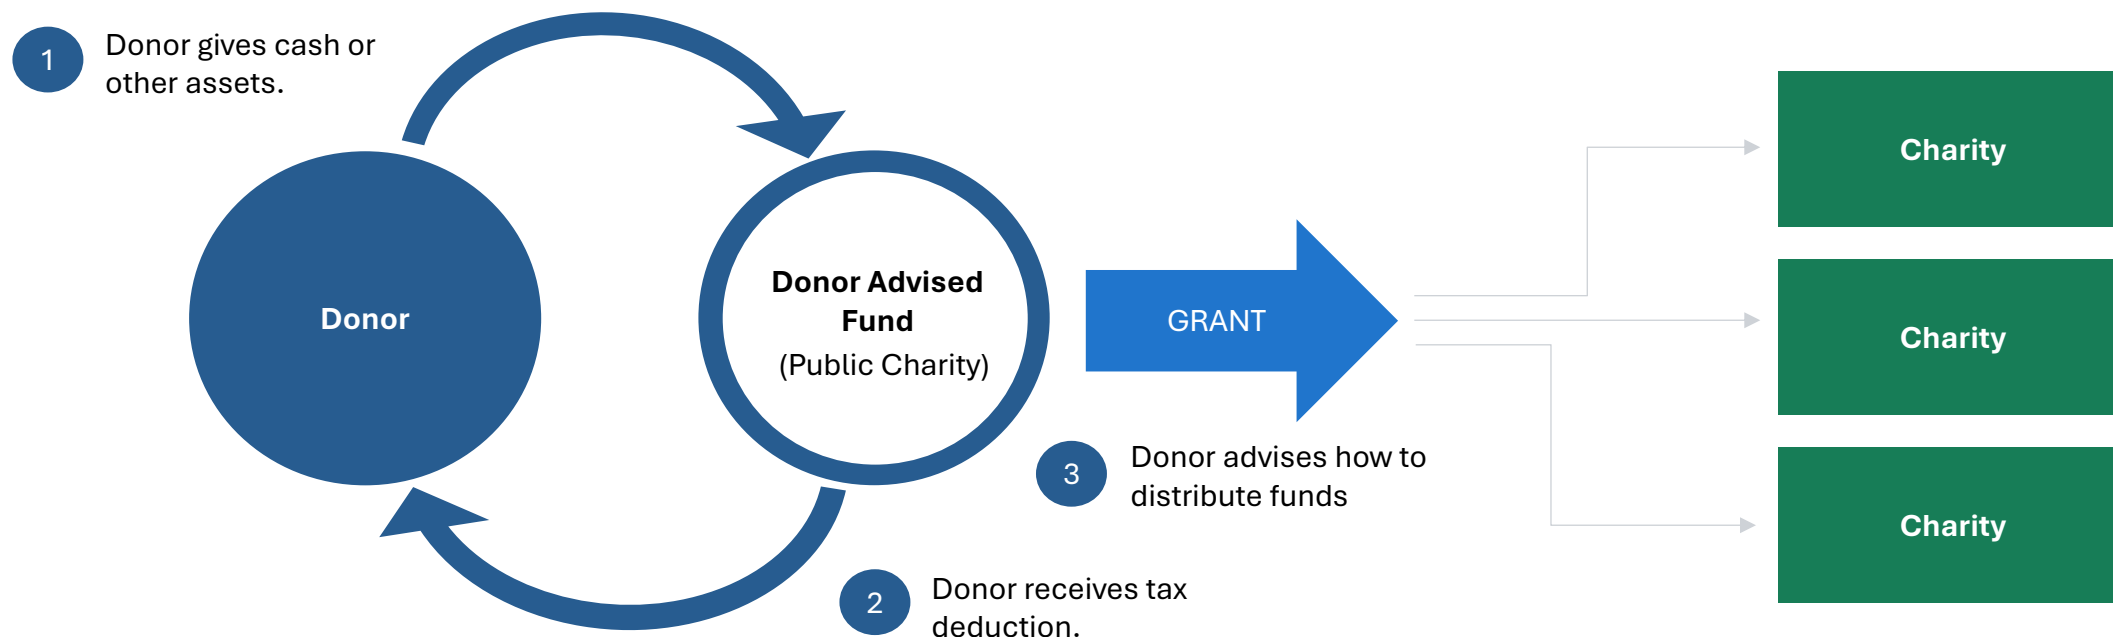 1
Donor gives cash or
other assets.
Donor
Donor Advised
Fund
(Public Charity)
GRANT
3
Donor advises how to
distribute funds
2
Donor receives tax
deduction.
Charity
Charity
Charity